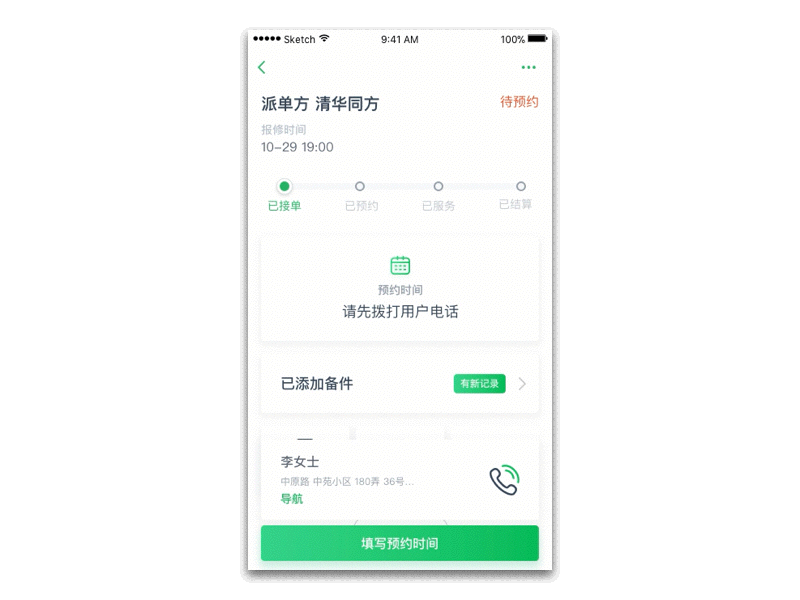 Sketch 9:41 AM 100%
派单方 清华同方 待预约
报修时间
10-29 19:00
已接单 已预约 已服务 已结算
预约时间
请先拨打用户电话
已添加备件 有新记录
李女士
中原路 中苑小区 180弄 36号...
导航
填写预约时间